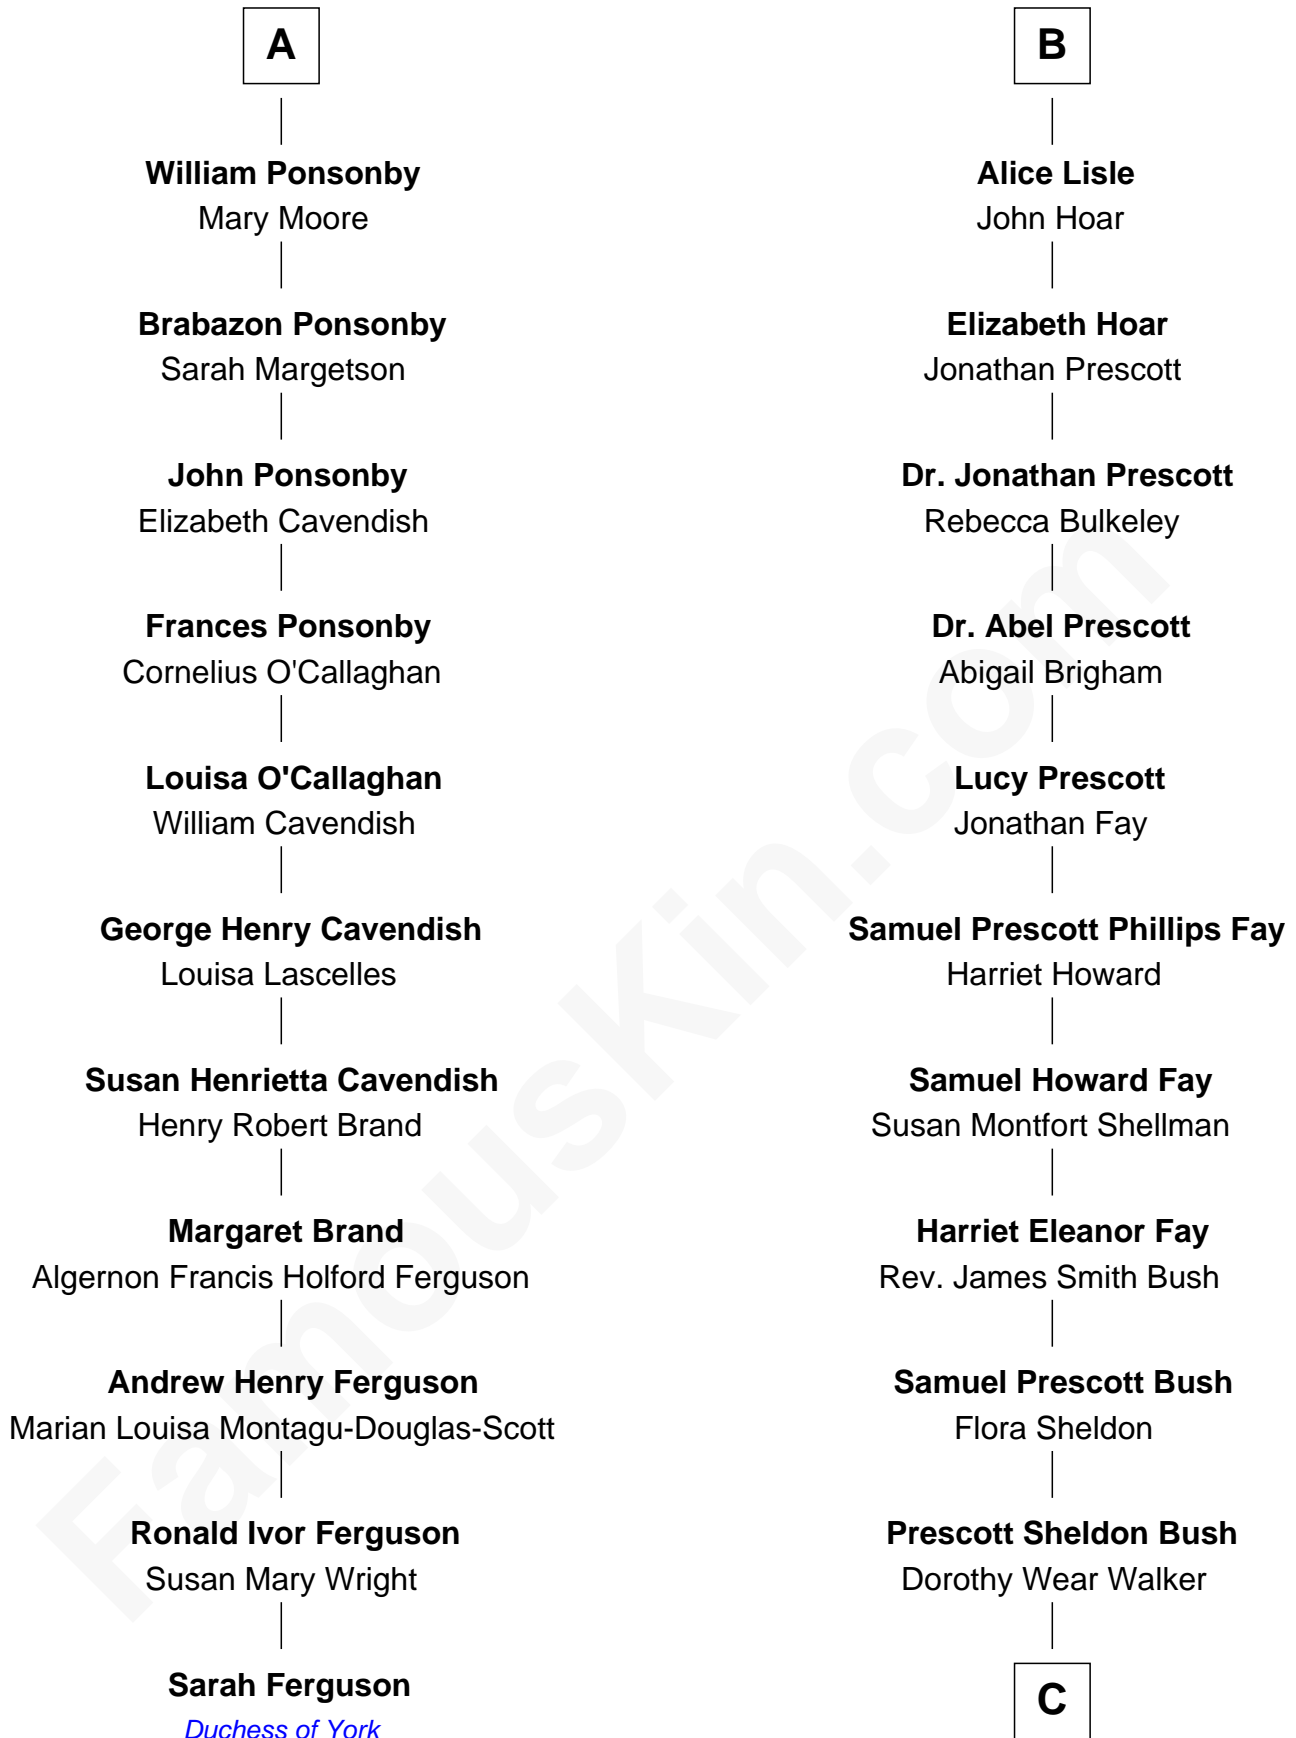 A
William Ponsonby
Mary Moore
Brabazon Ponsonby
Sarah Margetson
John Ponsonby
Elizabeth Cavendish
Frances Ponsonby
Cornelius O'Callaghan
Louisa O'Callaghan
William Cavendish
George Henry Cavendish
Louisa Lascelles
Susan Henrietta Cavendish
Henry Robert Brand
Margaret Brand
Algernon Francis Holford Ferguson
Andrew Henry Ferguson
Marian Louisa Montagu-Douglas-Scott
Ronald Ivor Ferguson
Susan Mary Wright
Sarah Ferguson
Duchess of York
B
Alice Lisle
John Hoar
Elizabeth Hoar
Jonathan Prescott
Dr. Jonathan Prescott
Rebecca Bulkeley
Dr. Abel Prescott
Abigail Brigham
Lucy Prescott
Jonathan Fay
Samuel Prescott Phillips Fay
Harriet Howard
Samuel Howard Fay
Susan Montfort Shellman
Harriet Eleanor Fay
Rev. James Smith Bush
Samuel Prescott Bush
Flora Sheldon
Prescott Sheldon Bush
Dorothy Wear Walker
C
FamousKin.com